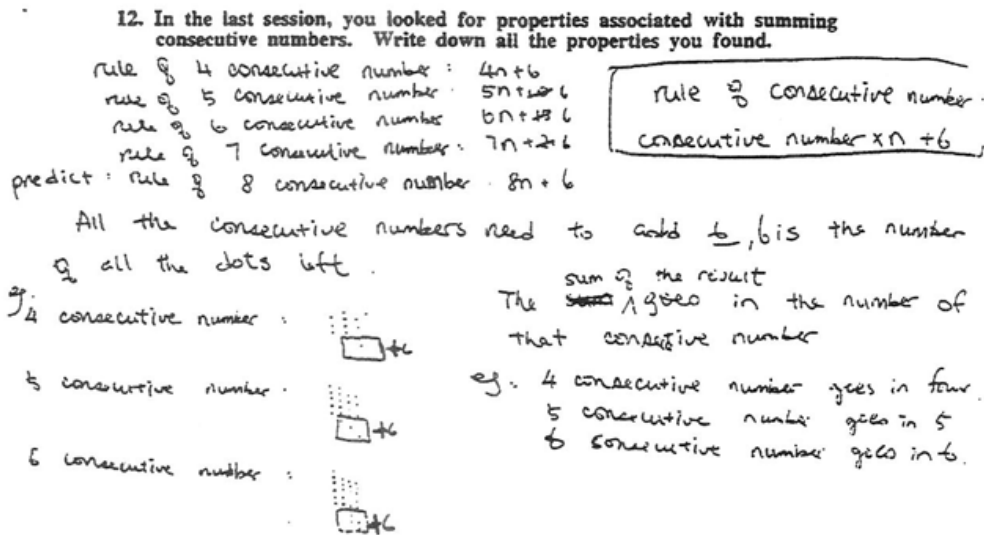 12. In the last session, you looked for properties associated with summing
consecutive numbers. Write down all the properties you found.
rule of 4 consecutive number : 4n+6
rule of 5 consecutive number 5n+ 6
rule of 6 consecutive number 6n+ 6
rule of 7 consecutive number : 7n+ 6
predict : rule of 8 consecutive number 8n + 6
rule of consecutive number
consecutive number x n + 6
All the consecutive numbers need to add 6, 6 is the number
of all the dots left.
eg. 4 consecutive number : +6
5 consecutive number +6
6 consecutive number : +6
The sum of the result goes in the number of
that consecutive number
eg. 4 consecutive number goes in four.
5 consecutive number goes in 5
6 consecutive number goes in 6.